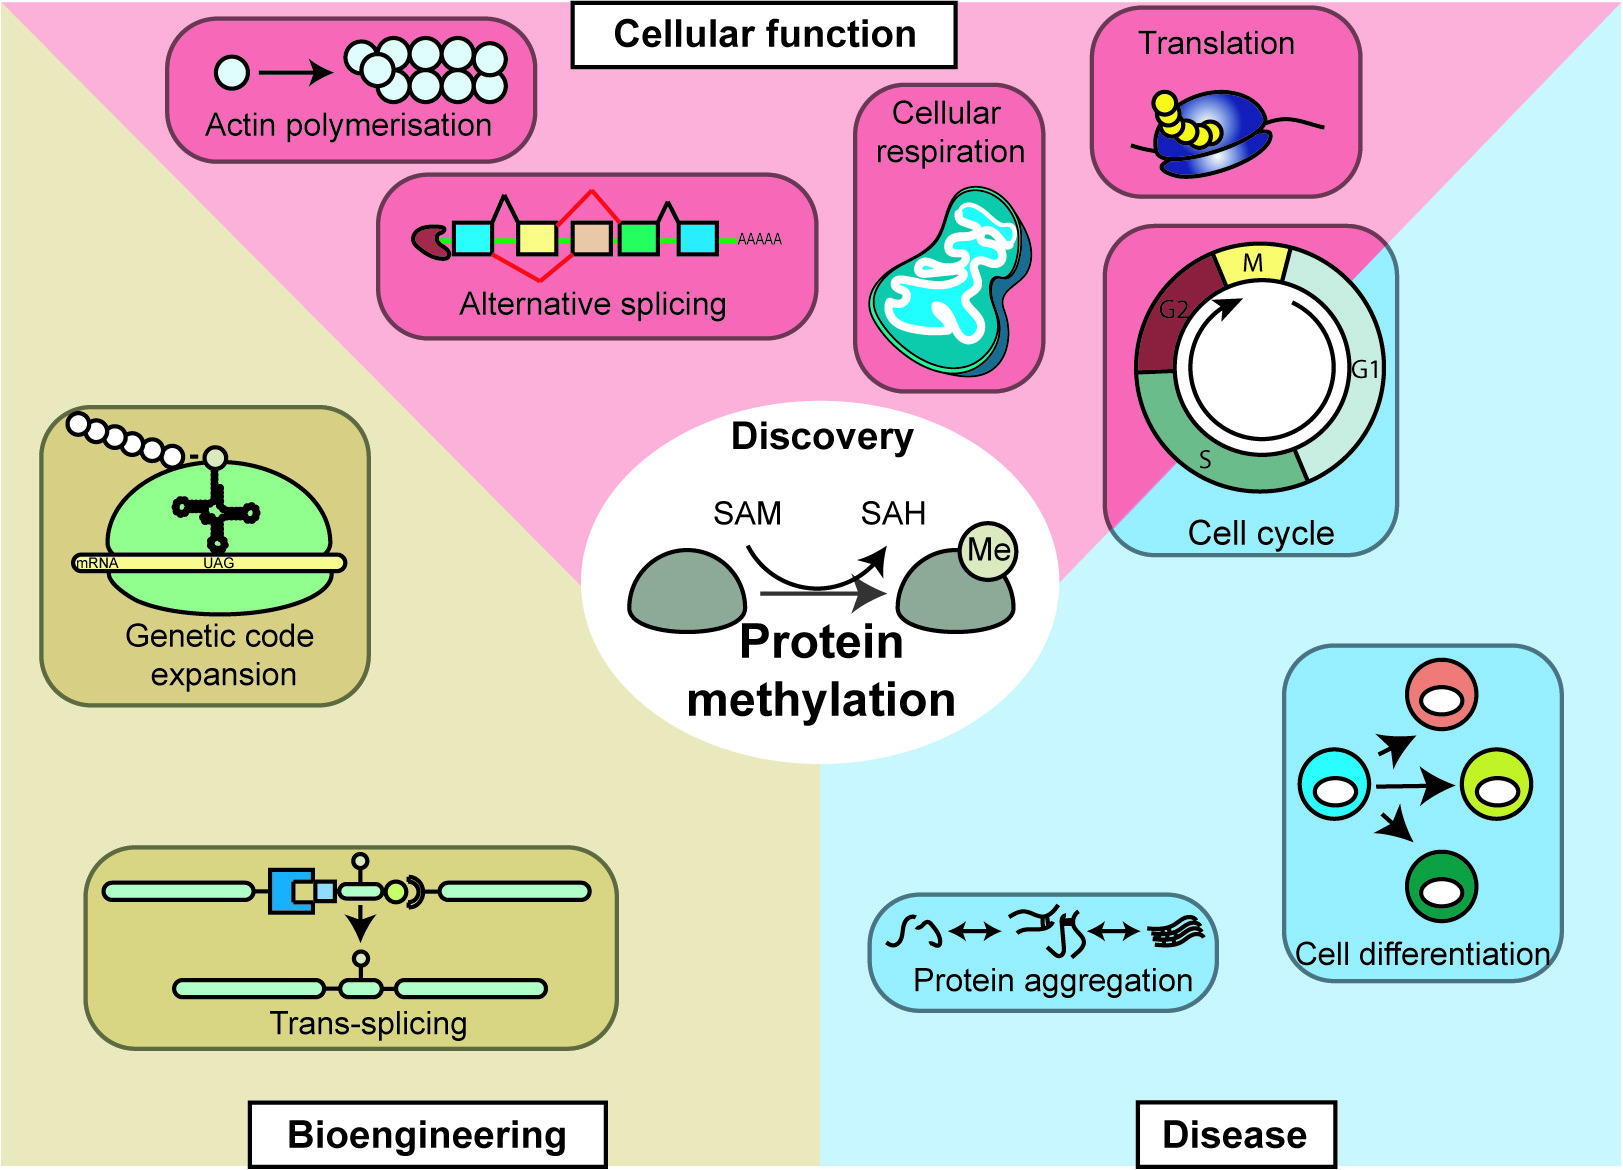 Cellular function
Actin polymerisation
Translation
Cellular
respiration
AAAAA
Alternative splicing
M
G2
G1
S
Cell cycle
Discovery
SAM
SAH
Me
Protein
methylation
mRNA
UAG
Genetic code
expansion
Cell differentiation
Protein aggregation
Trans-splicing
Bioengineering
Disease